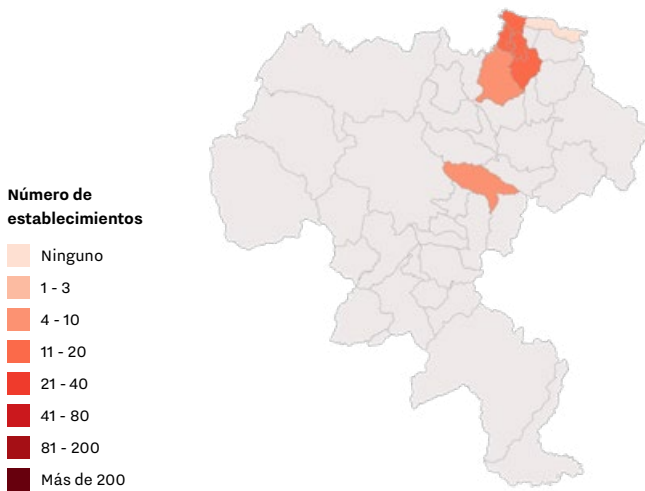 Número de
establecimientos
Ninguno
1 - 3
4 - 10
11 - 20
21 - 40
41 - 80
81 - 200
Más de 200